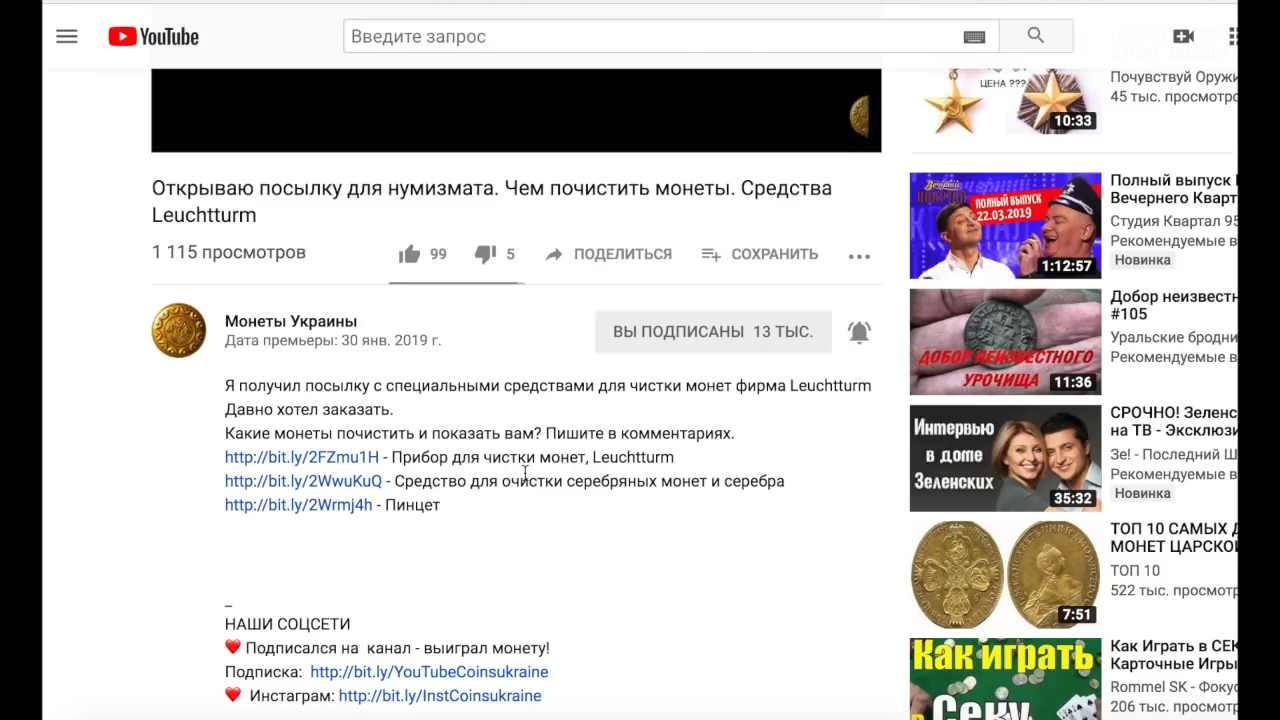 YouTube
Введите запрос
Открываю посылку для нумизмата. Чем почистить монеты. Средства
Leuchtturm
1 115 просмотров
99
5
ПОДЕЛИТЬСЯ
СОХРАНИТЬ
Монеты Украины
Дата премьеры: 30 янв. 2019 г.
ВЫ ПОДПИСАНЫ 13 ТЫС.
Я получил посылку с специальными средствами для чистки монет фирма Leuchtturm
Давно хотел заказать.
Какие монеты почистить и показать вам? Пишите в комментариях.
http://bit.ly/2FZmu1H - Прибор для чистки монет, Leuchtturm
http://bit.ly/2WwuKuQ - Средство для очистки серебряных монет и серебра
http://bit.ly/2Wrmj4h - Пинцет
_
НАШИ СОЦСЕТИ
❤ Подписался на канал - выиграл монету!
Подписка: http://bit.ly/YouTubeCoinsukraine
❤ Инстаграм: http://bit.ly/InstCoinsukraine
ЦЕНА ???
10:33
Почувствуй Оружи
45 тыс. просмотро
Вечерний
КВАРТАЛ
ПОЛНЫЙ ВЫПУСК
22.03.2019
1:12:57
Полный выпуск
Вечернего Кварт
Студия Квартал 95
Рекомендуемые в
Новинка
ДОБОР НЕИЗВЕСТНОГО
УРОЧИЩА
11:36
Добор неизвестн
#105
Уральские бродни
Рекомендуемые в
Интервью
в доме
Зеленских
35:32
СРОЧНО! Зеленс
на ТВ - Эксклюзи
Зе! - Последний Ш
Рекомендуемые в
Новинка
7:51
ТОП 10 САМЫХ Д
МОНЕТ ЦАРСКОЙ
ТОП 10
522 тыс. просмотр
Как играть
в Секу
Как Играть в СЕК
Карточные Игры
Rommel SK - Фокус
206 тыс. просмотр